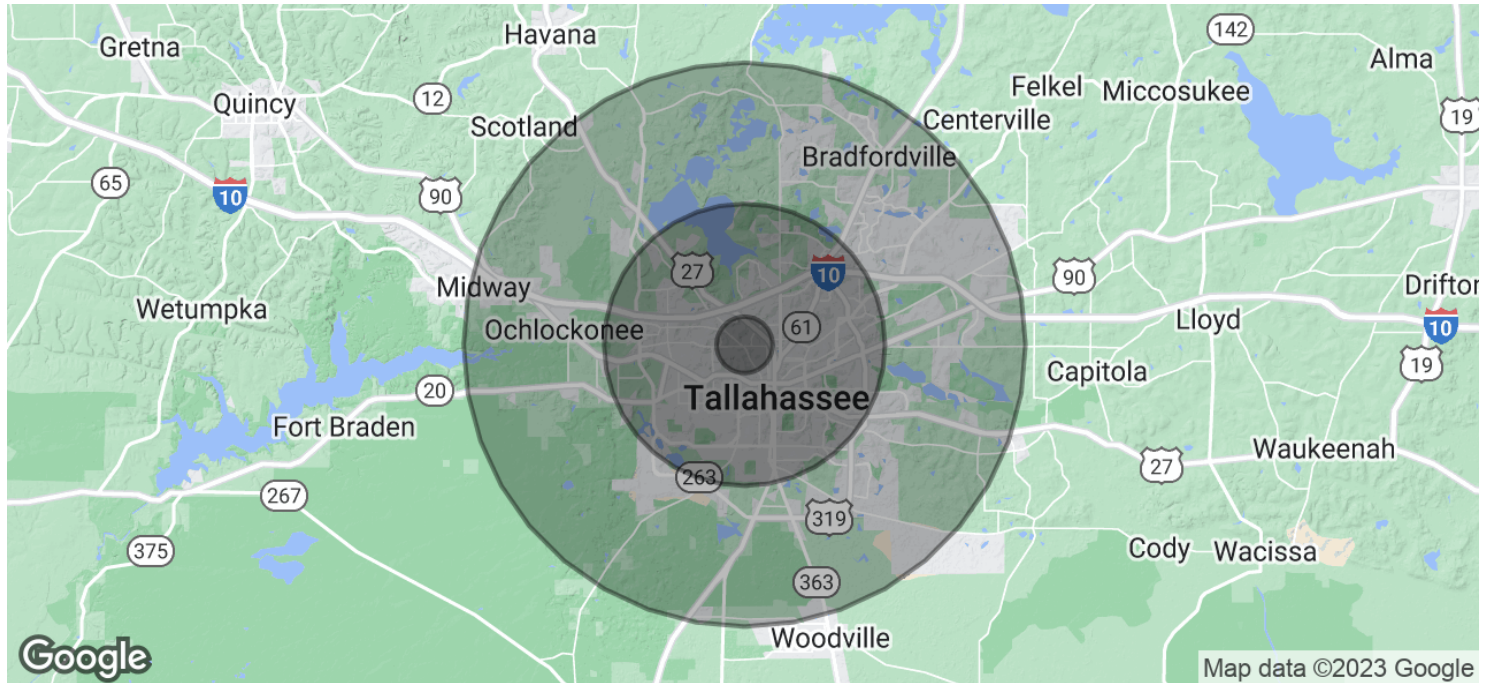 Havana
142
Gretna
Alma
Felkel
Miccosukee
12
Quincy
19
Centerville
Scotland
Bradfordville
65
10
90
27
10
90
Midway
Drifton
Wetumpka
Lloyd
61
10
Ochlockonee
19
Capitola
20
Tallahassee
Fort Braden
Waukeenah
27
263
267
319
375
Cody
Wacissa
363
Woodville
Google
Map data ©2023 Google